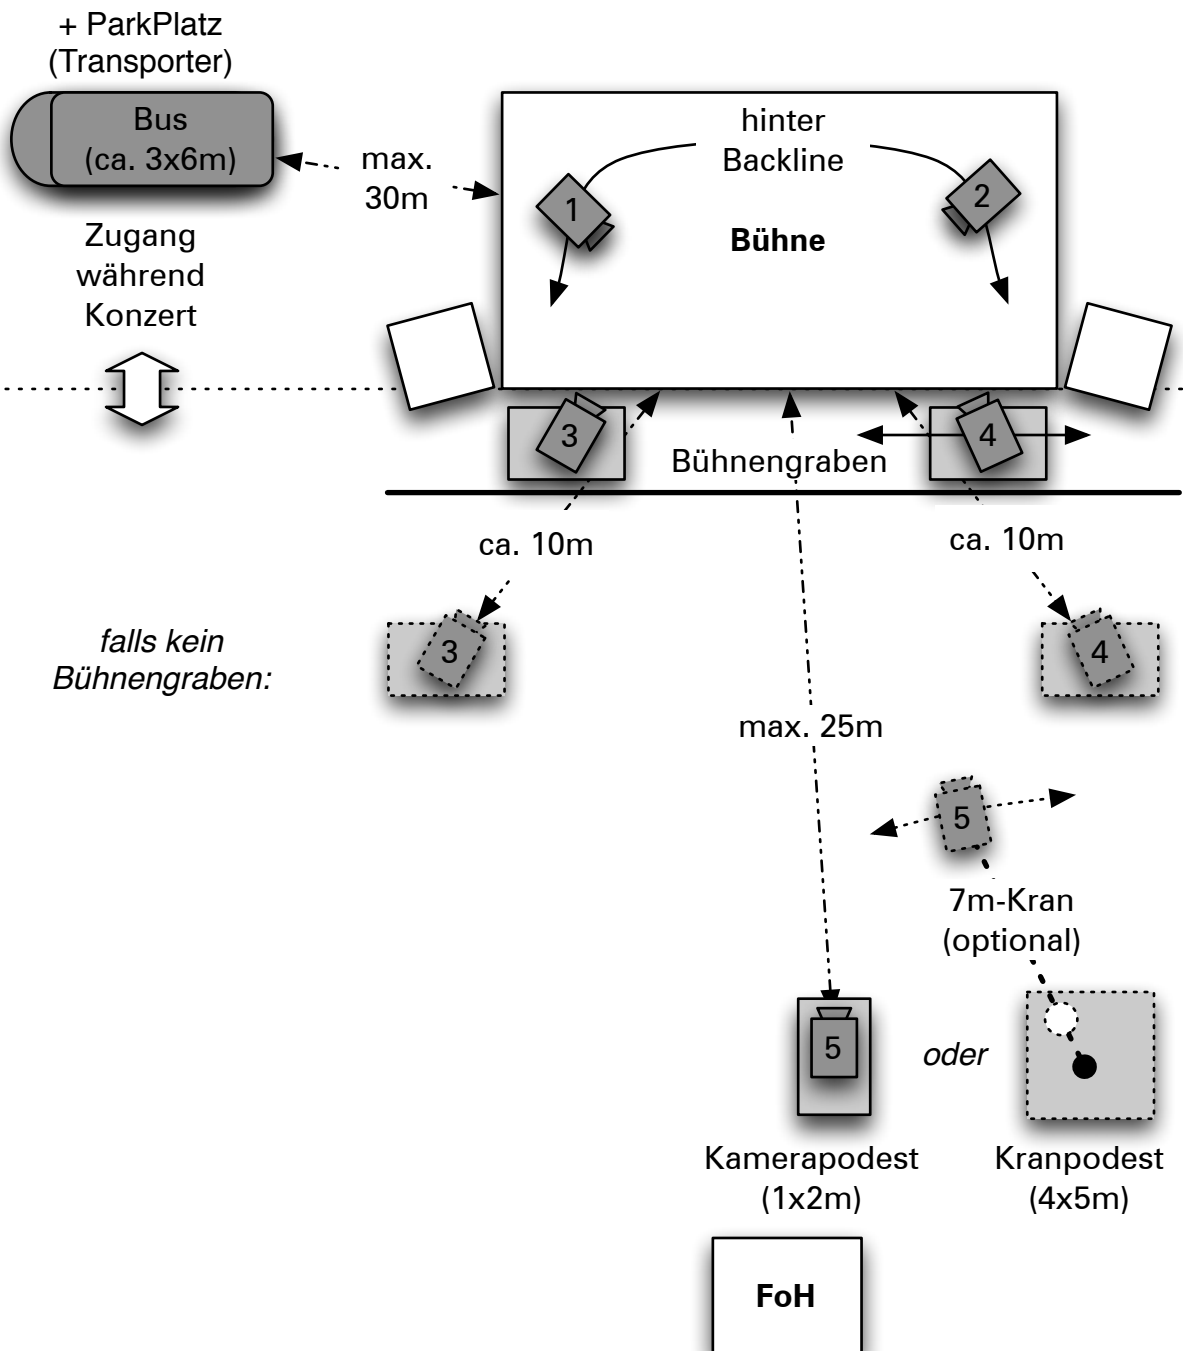 + ParkPlatz
(Transporter)
Bus
(ca. 3x6m)
max.
30m
hinter
Backline
1
2
Bühne
Zugang
während
Konzert
3
4
Bühnengraben
ca. 10m
ca. 10m
falls kein
Bühnengraben:
3
4
max. 25m
5
7m-Kran
(optional)
5
oder
Kamerapodest
(1x2m)
Kranpodest
(4x5m)
FoH